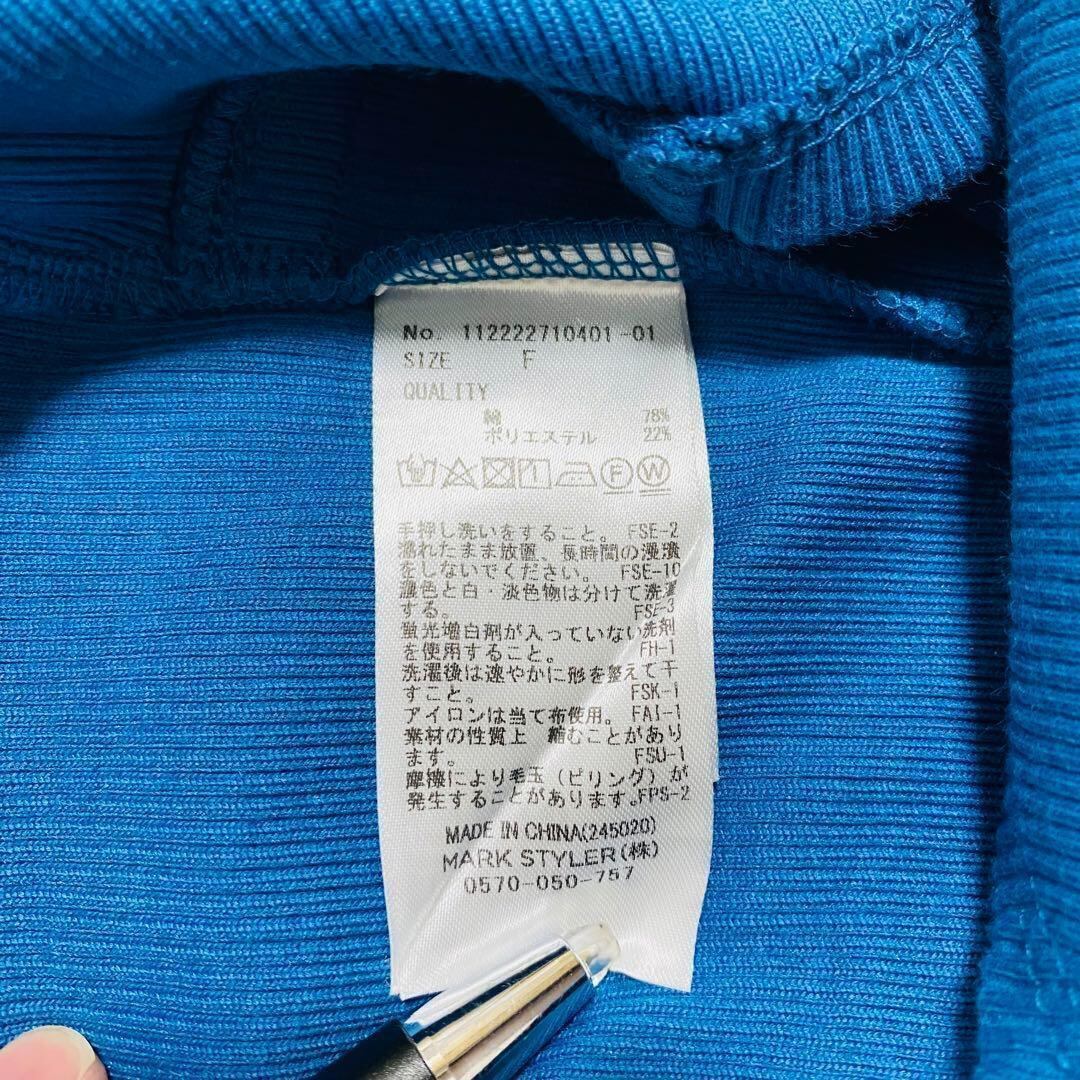 No. 112222710401-01
SIZE F
QUALITY
綿 78%
ポリエステル 22%
F W
手押し洗いをすること。 FSE-2
濡れたまま放置、長時間の浸漬
をしないでください。 FSE-10
濃色と白・淡色物は分けて洗濯
する。 FSE-3
蛍光増白剤が入っていない洗剤
を使用すること。 FH-1
洗濯後は速やかに形を整えて干
すこと。 FSK-1
アイロンは当て布使用。 FAI-1
素材の性質上 縮むことがあり
ます。 FSU-1
摩擦により毛玉(ピリング)が
発生することがあります。FPS-2
MADE IN CHINA(245020)
MARK STYLER(株)
0570-050-757